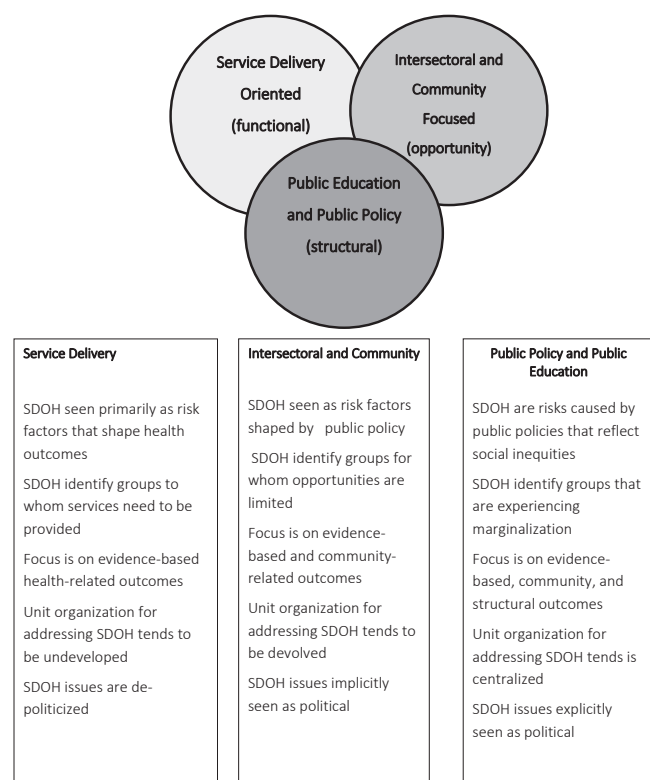 Service Delivery
Oriented
(functional)
Intersectoral and
Community
Focused
(opportunity)
Public Education
and Public Policy
(structural)
Service Delivery
SDOH seen primarily as risk
factors that shape health
outcomes
SDOH identify groups to
whom services need to be
provided
Focus is on evidence-based
health-related outcomes
Unit organization for
addressing SDOH tends to
be undeveloped
SDOH issues are de-
politicized
Intersectoral and Community
SDOH seen as risk factors
shaped by public policy
SDOH identify groups for
whom opportunities are
limited
Focus is on evidence-
based and community-
related outcomes
Unit organization for
addressing SDOH tends to
be devolved
SDOH issues implicitly
seen as political
Public Policy and Public
Education
SDOH are risks caused by
public policies that reflect
social inequities
SDOH identify groups that
are experiencing
marginalization
Focus is on evidence-
based, community, and
structural outcomes
Unit organization for
addressing SDOH tends is
centralized
SDOH issues explicitly
seen as political